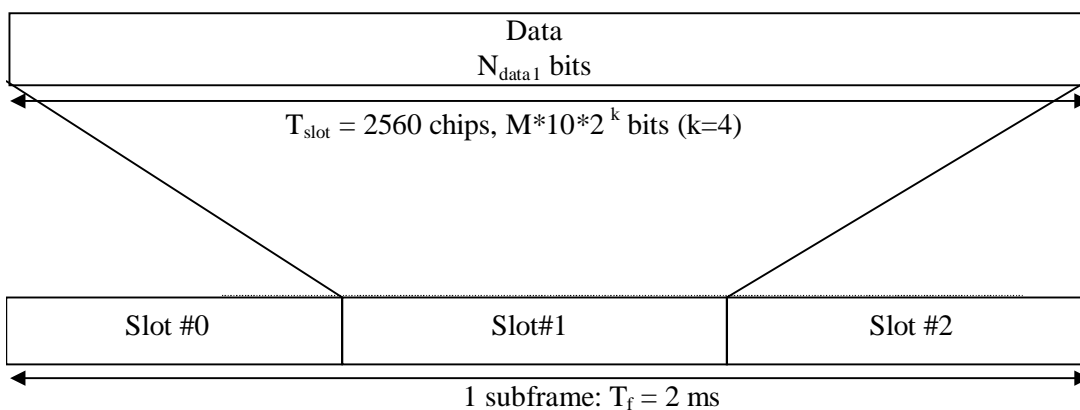 Data
N_data1 bits
T_slot = 2560 chips, M*10*2^k bits (k=4)
Slot #0 Slot#1 Slot #2
1 subframe: T_f = 2 ms